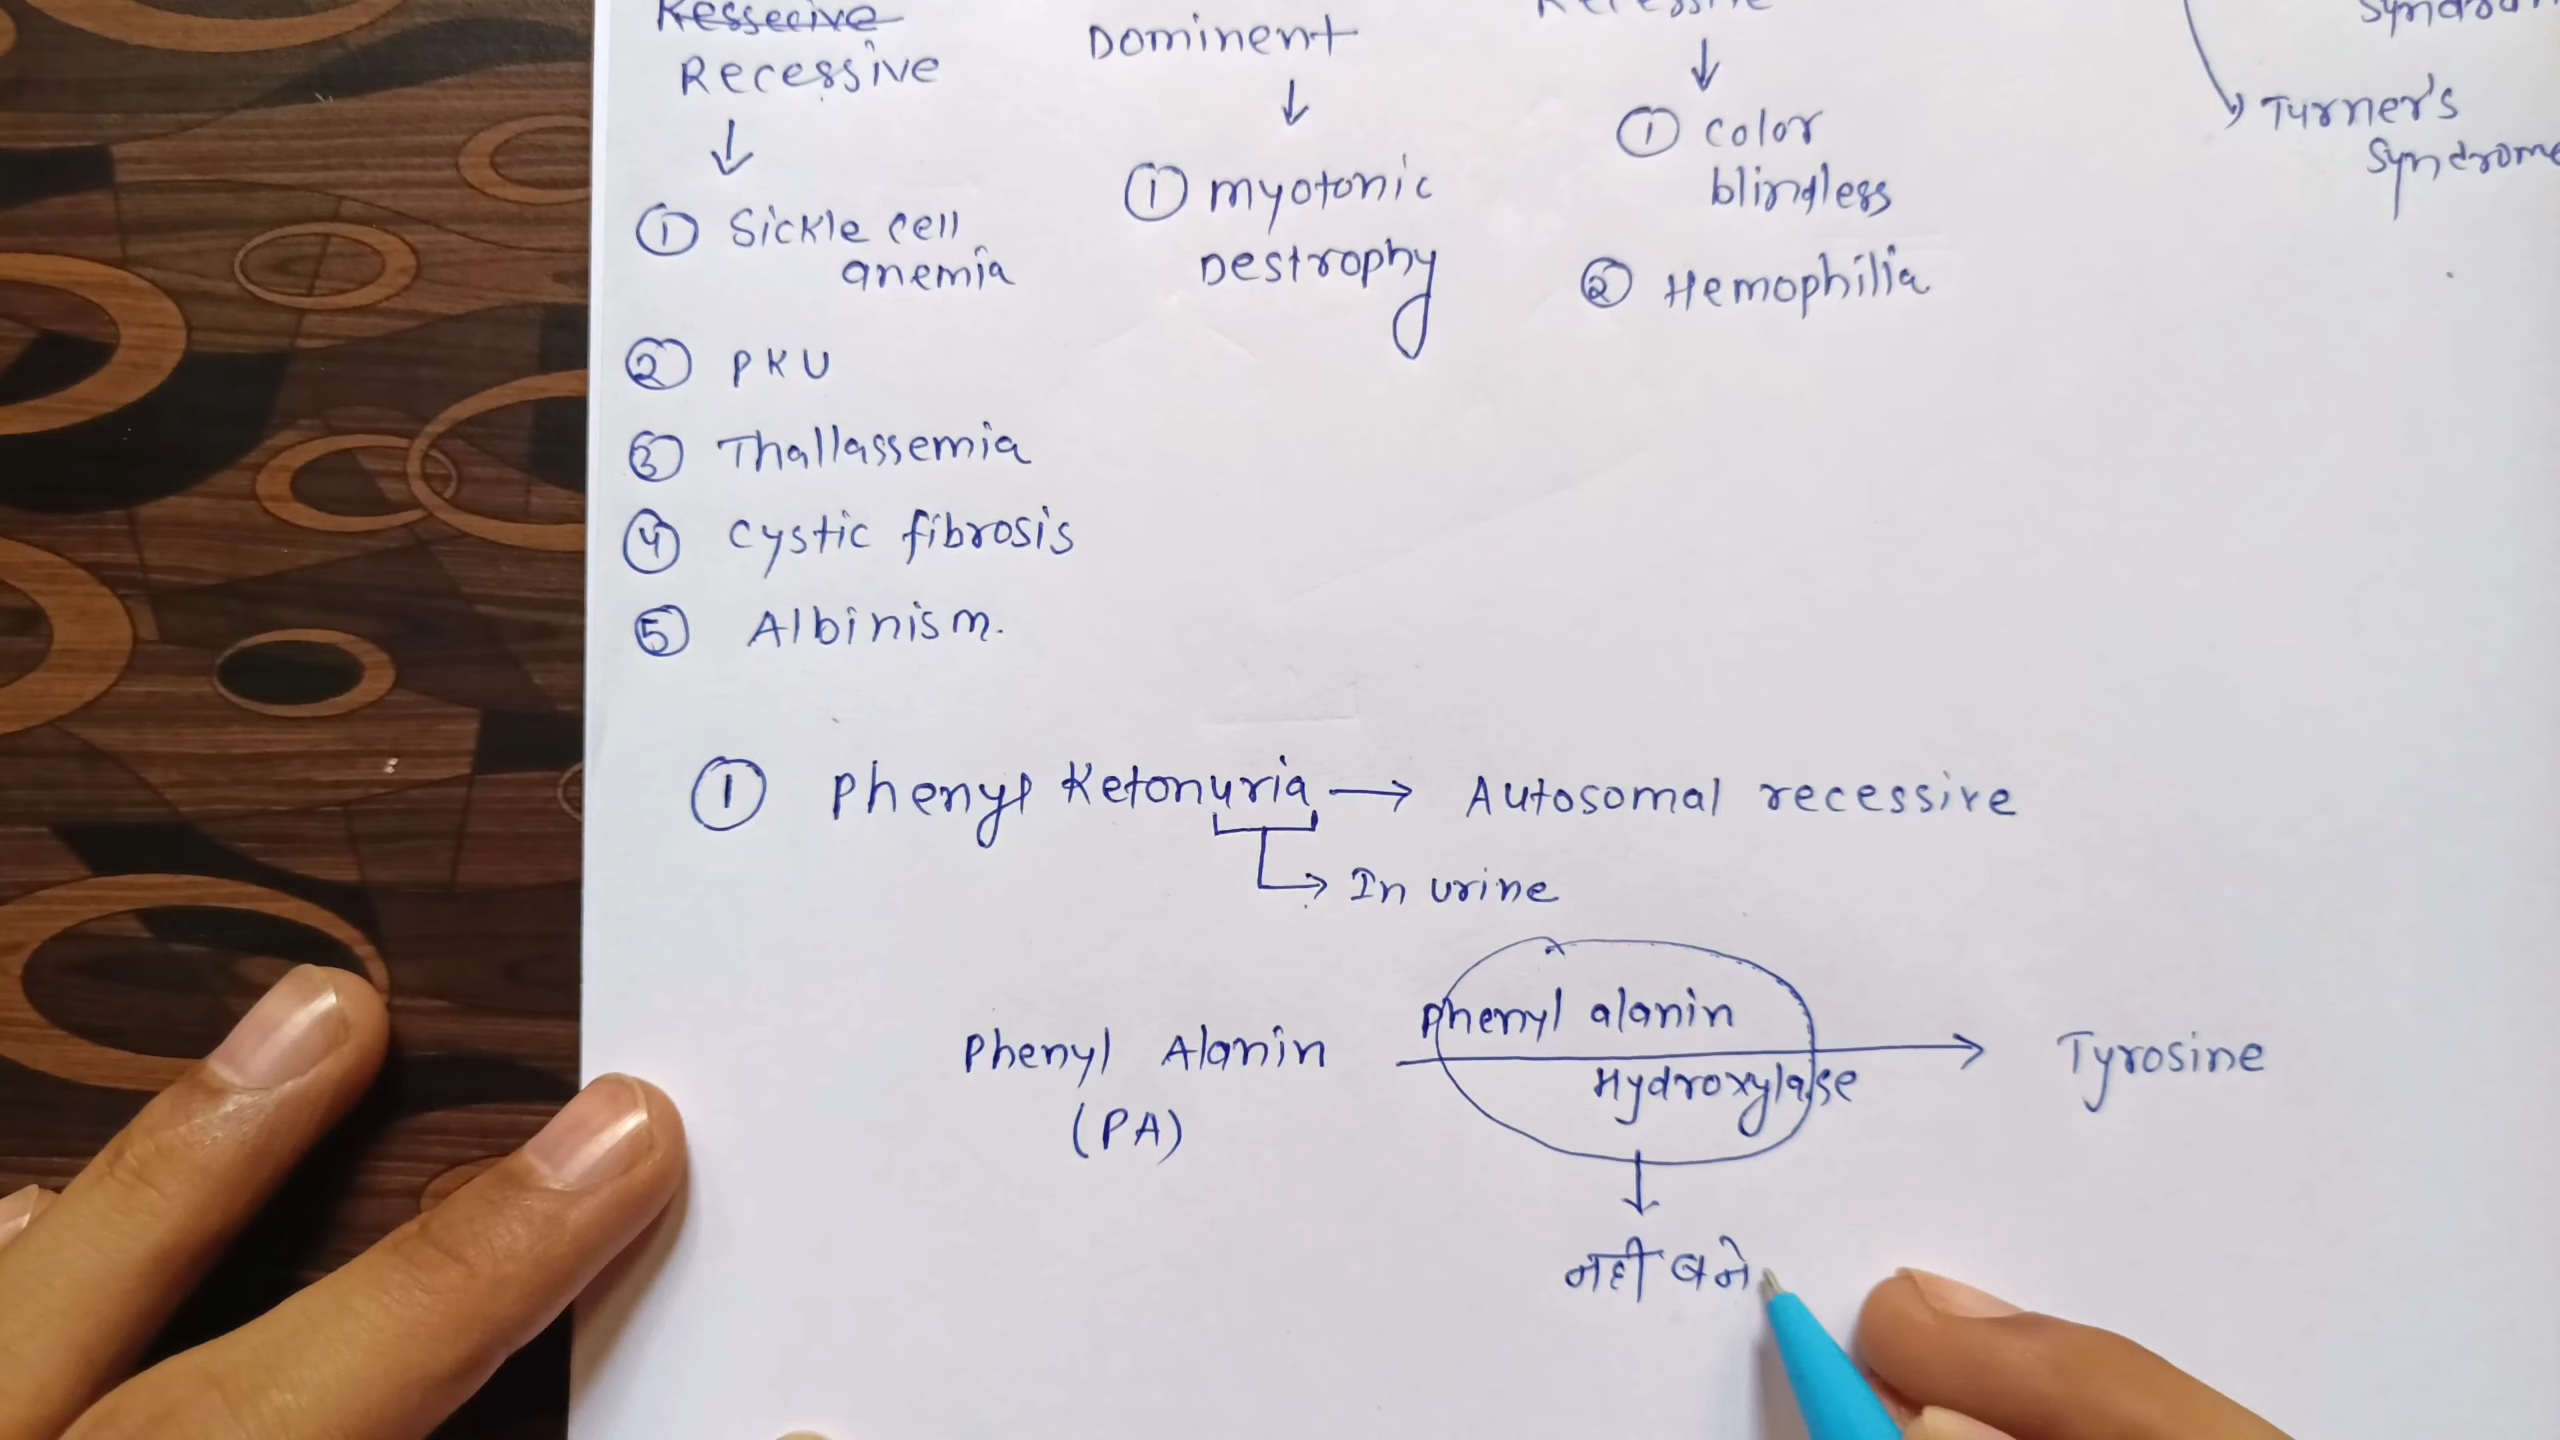 Ressecive
Recessive
Dominent
Recessive
Syndrom
Turner's
Syndrome
① Sickle cell
anemia
② PKU
③ Thallassemia
④ Cystic fibrosis
⑤ Albinism.
① myotonic
Destrophy
① color
blindless
② Hemophilia
① Phenyl Ketonuria → Autosomal recessive
In urine
Phenyl Alanin
(PA)
Phenyl alanin
Hydroxylase
Tyrosine
नही बने